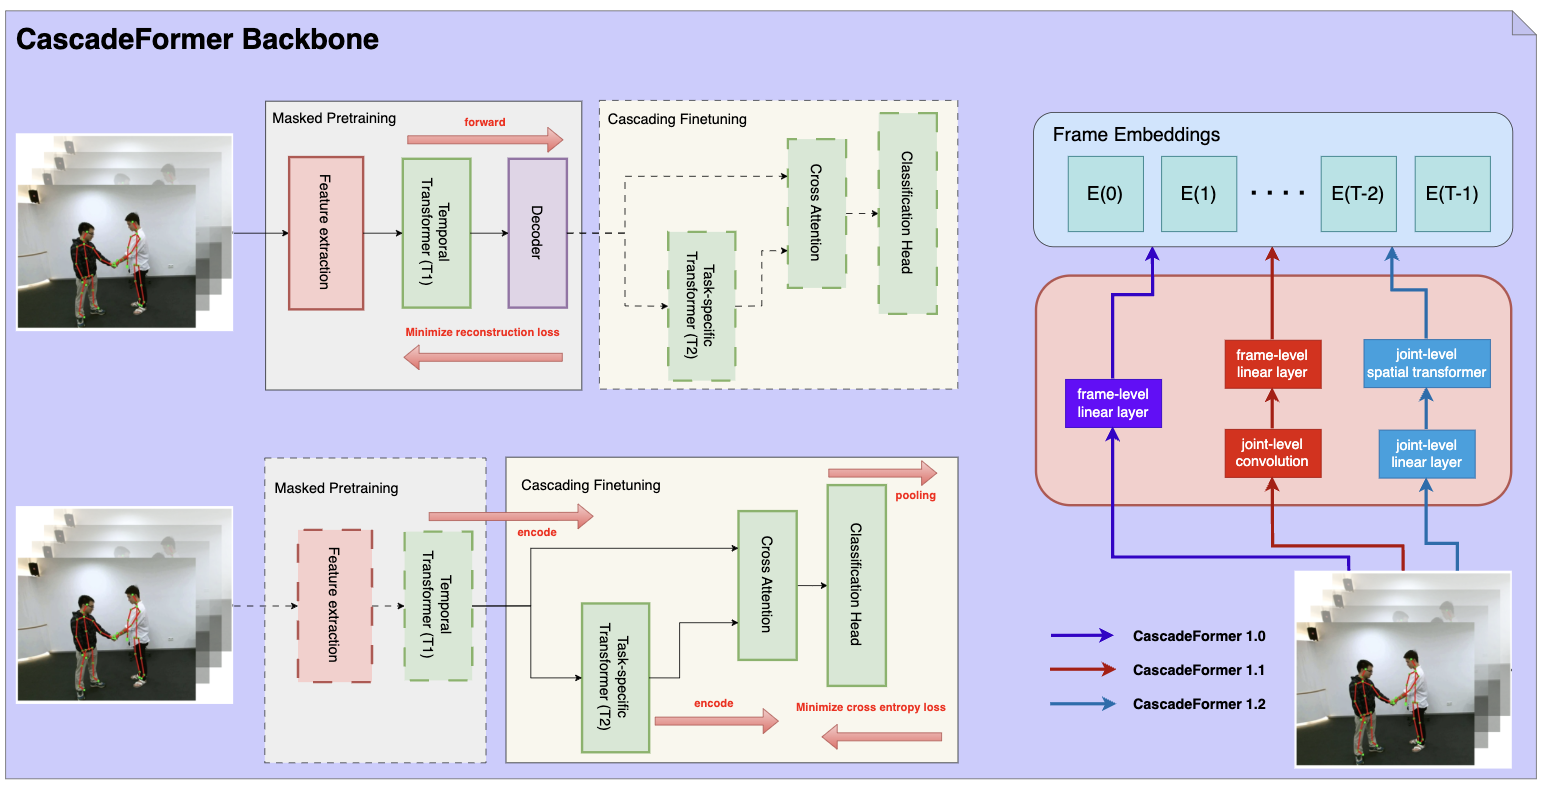 CascadeFormer Backbone
Masked Pretraining
forward
Feature extraction
Temporal
Transformer (T1)
Decoder
Minimize reconstruction loss
Cascading Finetuning
Task-specific
Transformer (T2)
Cross Attention
Classification Head
Masked Pretraining
Feature extraction
Temporal
Transformer (T1)
encode
Cascading Finetuning
Task-specific
Transformer (T2)
encode
Cross Attention
Classification Head
pooling
Minimize cross entropy loss
Frame Embeddings
E(0)
E(1)
. . . .
E(T-2)
E(T-1)
frame-level
linear layer
frame-level
linear layer
joint-level
convolution
joint-level
spatial transformer
joint-level
linear layer
CascadeFormer 1.0
CascadeFormer 1.1
CascadeFormer 1.2